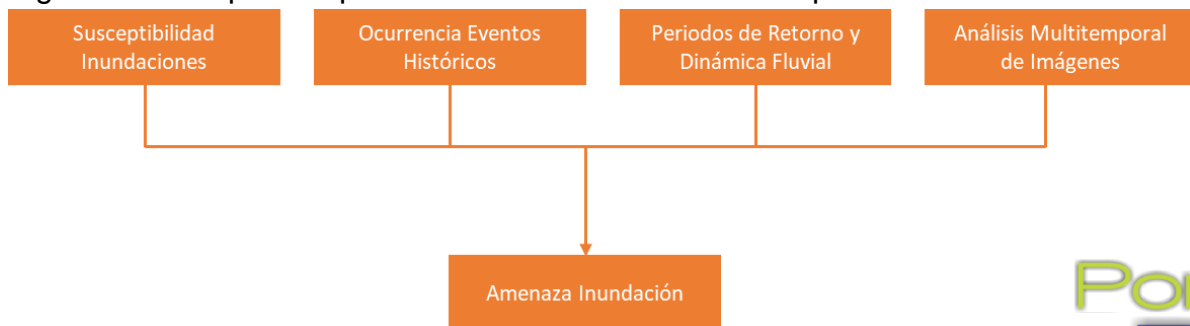 Susceptibilidad
Inundaciones
Ocurrencia Eventos
Históricos
Periodos de Retorno y
Dinámica Fluvial
Análisis Multitemporal
de Imágenes
Amenaza Inundación